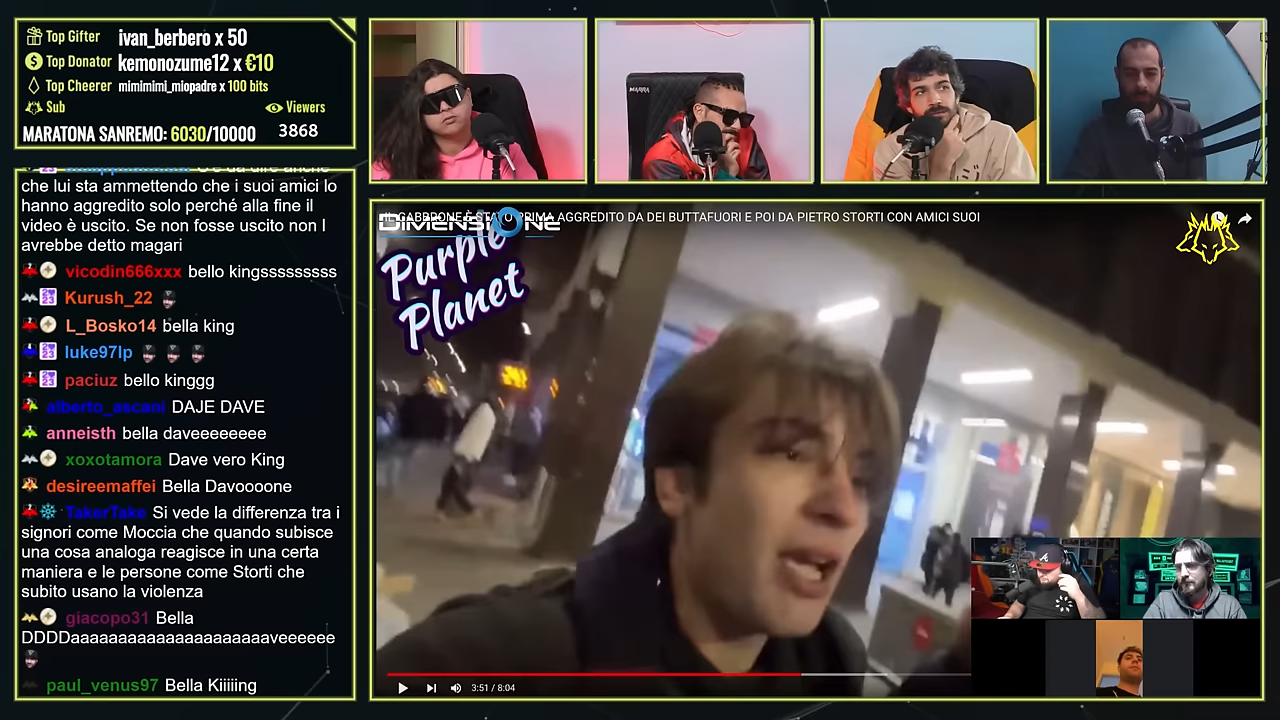 Top Gifter ivan_berbero x 50
Top Donator kemonozume12 x €10
Top Cheerer mimimimi_miopadre x 100 bits
Sub Viewers
MARATONA SANREMO: 6030/10000 3868
che lui sta ammettendo che i suoi amici lo
hanno aggredito solo perché alla fine il
video è uscito. Se non fosse uscito non l
avrebbe detto magari
vicodin666xxx bello kingsssssssss
Kurush_22
L_Bosko14 bella king
luke97lp
paciuz bello kinggg
alberto_ascani DAJE DAVE
anneisth bella daveeeeeeee
xoxotamora Dave vero King
desireemaffei Bella Davoooone
TakerTake Si vede la differenza tra i
signori come Moccia che quando subisce
una cosa analoga reagisce in una certa
maniera e le persone come Storti che
subito usano la violenza
giacopo31 Bella
DDDDaaaaaaaaaaaaaaaaaaaaaveeeeee
paul_venus97 Bella Kiiiiing
MARRA
IL GABBRONE È STATO PRIMA AGGREDITO DA DEI BUTTAFUORI E POI DA PIETRO STORTI CON AMICI SUOI
DIMENSIONE
Purple
Planet
3:51 / 8:04